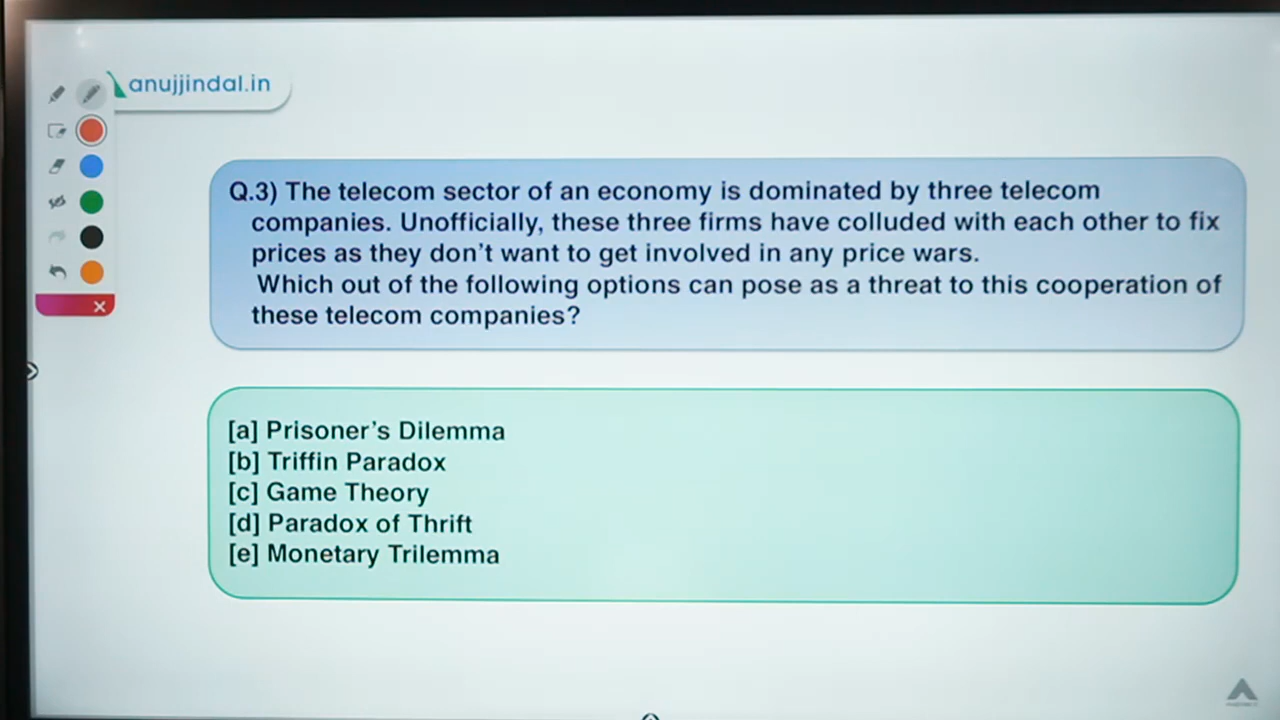 anujjindal.in
Q.3) The telecom sector of an economy is dominated by three telecom
companies. Unofficially, these three firms have colluded with each other to fix
prices as they don't want to get involved in any price wars.
Which out of the following options can pose as a threat to this cooperation of
these telecom companies?
[a] Prisoner's Dilemma
[b] Triffin Paradox
[c] Game Theory
[d] Paradox of Thrift
[e] Monetary Trilemma